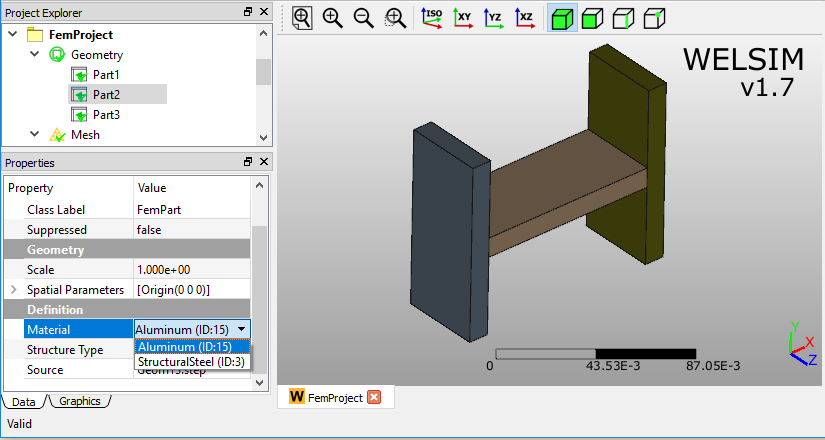 Project Explorer
FemProject
Geometry
Part1
Part2
Part3
Mesh
Properties
Property Value
Class Label FemPart
Suppressed false
Geometry
Scale 1.000e+00
Spatial Parameters [Origin(0 0 0)]
Definition
Material Aluminum (ID:15)
Structure Type Aluminum (ID:15)
StructuralSteel (ID:3)
Source
Data Graphics
Valid
ISO XY YZ XZ
WELSIM
v1.7
0 43.53E-3 87.05E-3
Y X Z
W FemProject